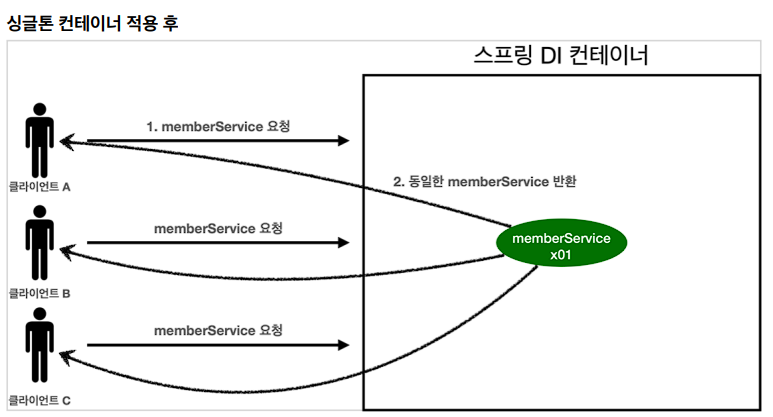 싱글톤 컨테이너 적용 후
스프링 DI 컨테이너
1. memberService 요청
클라이언트 A
2. 동일한 memberService 반환
memberService 요청
memberService
x01
클라이언트 B
memberService 요청
클라이언트 C